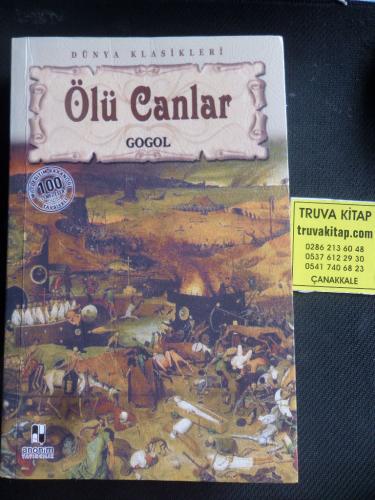 DÜNYA KLASİKLERİ
Ölü Canlar
GOGOL
100
TRUVA KİTAP
truvakitap.com
0286 213 60 48
0537 612 29 30
0541 740 68 23
ÇANAKKALE
anonim
YAYINCILIK